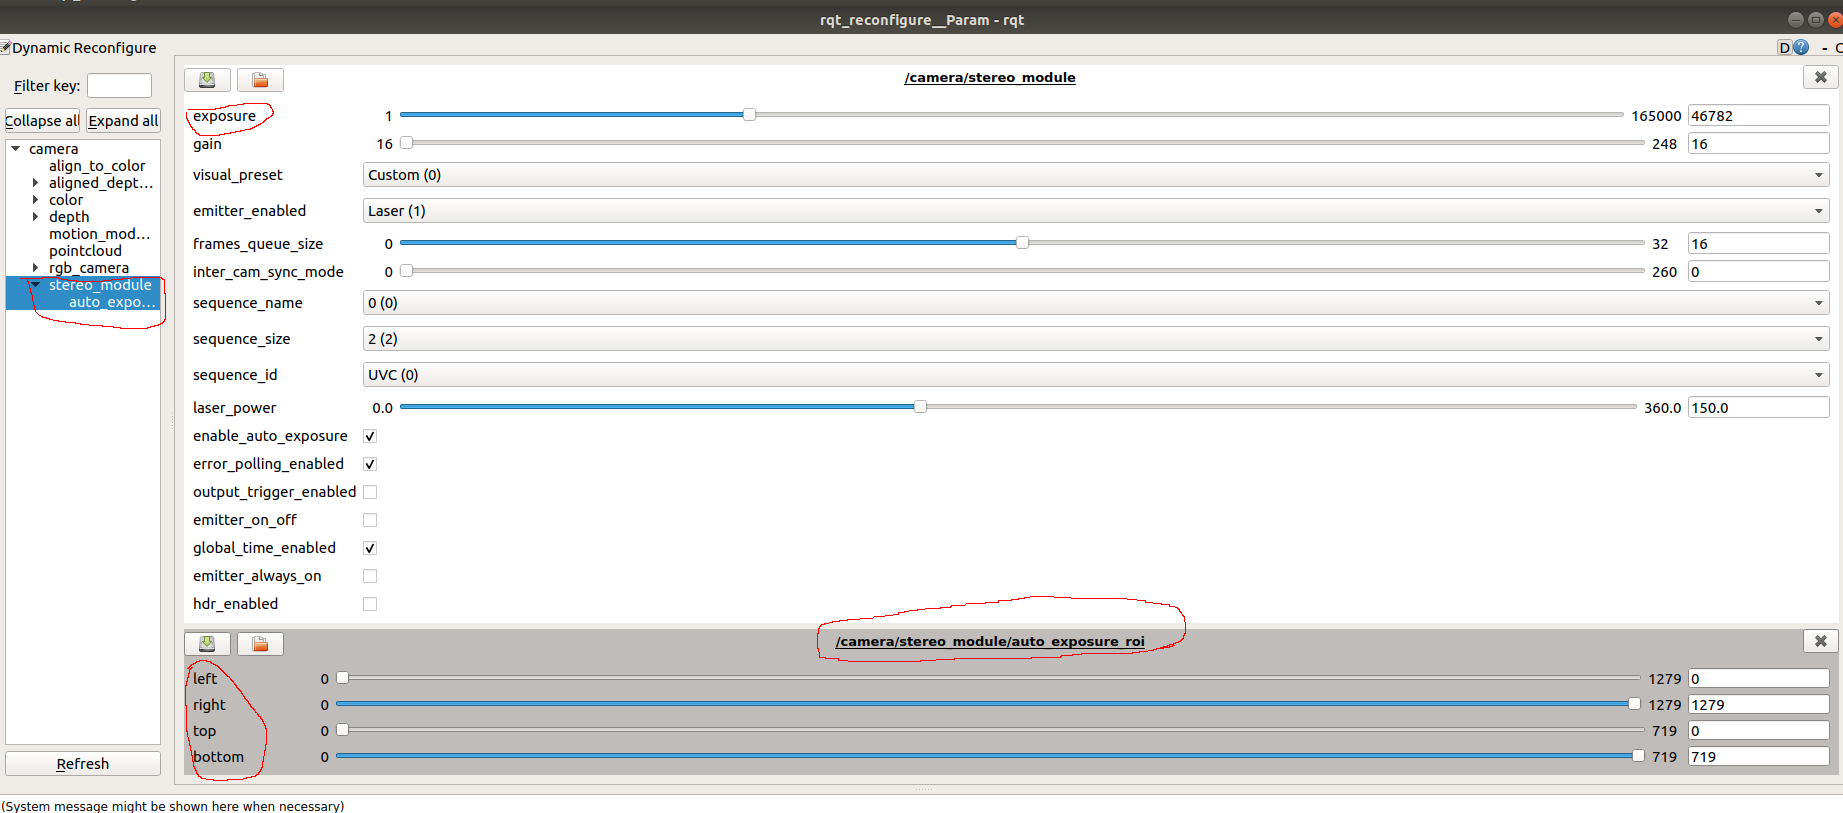 rqt_reconfigure__Param - rqt
Dynamic Reconfigure
D ? - O
Filter key:
Collapse all Expand all
camera
align_to_color
aligned_dept...
color
depth
motion_mod...
pointcloud
rgb_camera
stereo_module
auto_expo...
Refresh
/camera/stereo_module
exposure 1 165000 46782
gain 16 248 16
visual_preset Custom (0)
emitter_enabled Laser (1)
frames_queue_size 0 32 16
inter_cam_sync_mode 0 260 0
sequence_name 0 (0)
sequence_size 2 (2)
sequence_id UVC (0)
laser_power 0.0 360.0 150.0
enable_auto_exposure
error_polling_enabled
output_trigger_enabled
emitter_on_off
global_time_enabled
emitter_always_on
hdr_enabled
/camera/stereo_module/auto_exposure_roi
left 0 1279 0
right 0 1279 1279
top 0 719 0
bottom 0 719 719
(System message might be shown here when necessary)